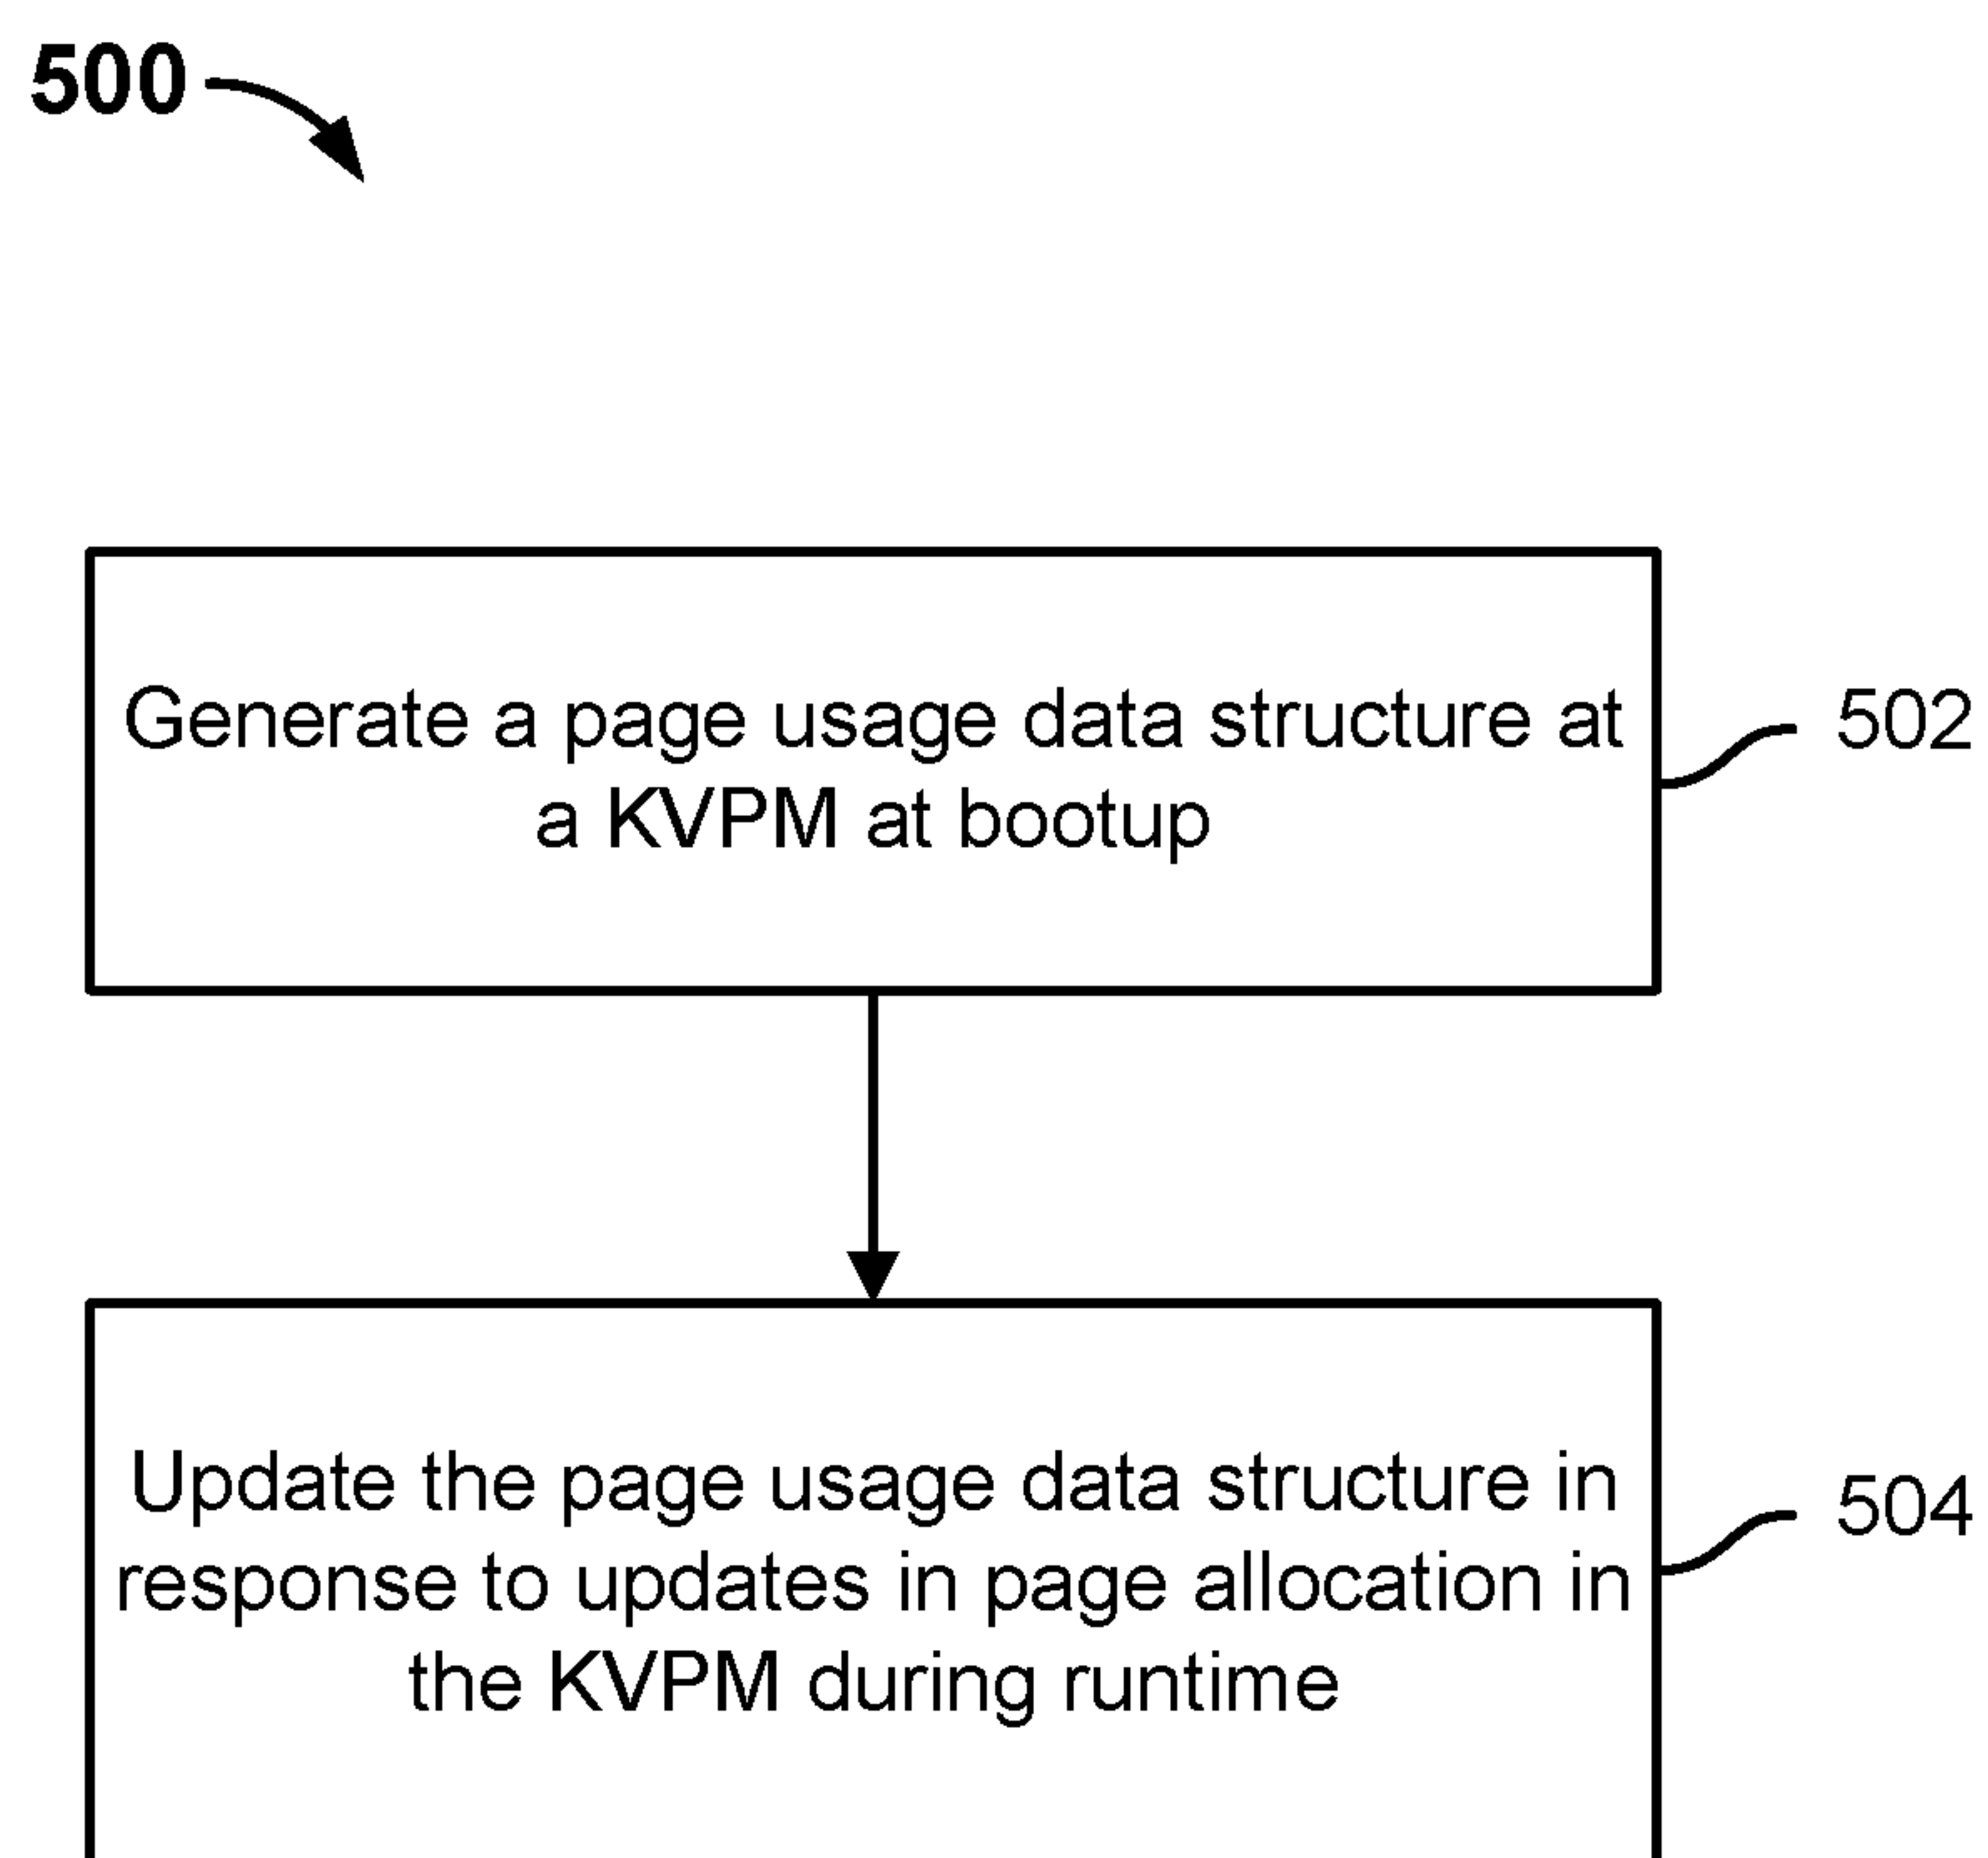 500
Generate a page usage data structure at
a KVPM at bootup
502
Update the page usage data structure in
response to updates in page allocation in
the KVPM during runtime
504